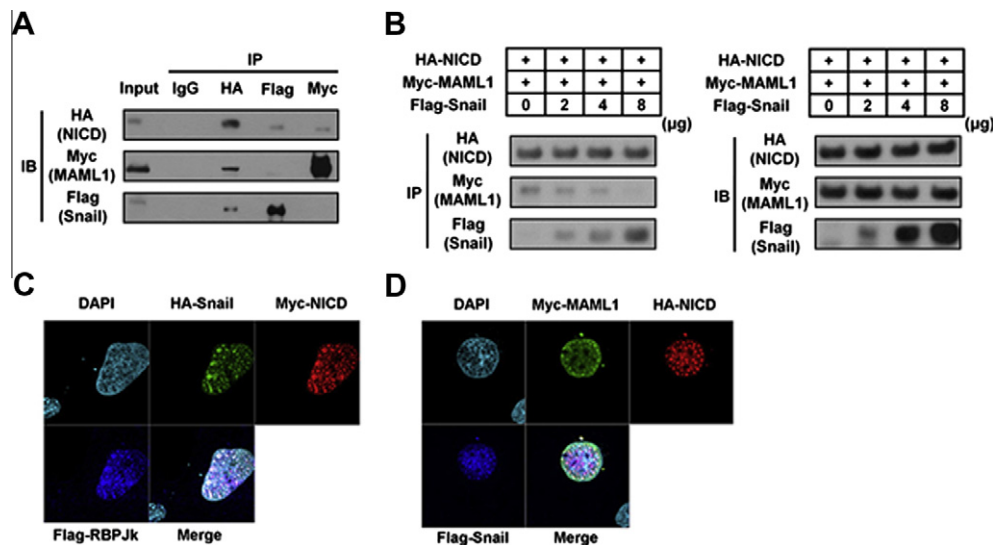 A
IP
Input IgG HA Flag Myc
IB
HA
(NICD)
Myc
(MAML1)
Flag
(Snail)
B
HA-NICD + + + +
Myc-MAML1 + + + +
Flag-Snail 0 2 4 8
(µg)
IP
HA
(NICD)
Myc
(MAML1)
Flag
(Snail)
HA-NICD + + + +
Myc-MAML1 + + + +
Flag-Snail 0 2 4 8
(µg)
IB
HA
(NICD)
Myc
(MAML1)
Flag
(Snail)
C
DAPI HA-Snail Myc-NICD
Flag-RBPJk Merge
D
DAPI Myc-MAML1 HA-NICD
Flag-Snail Merge